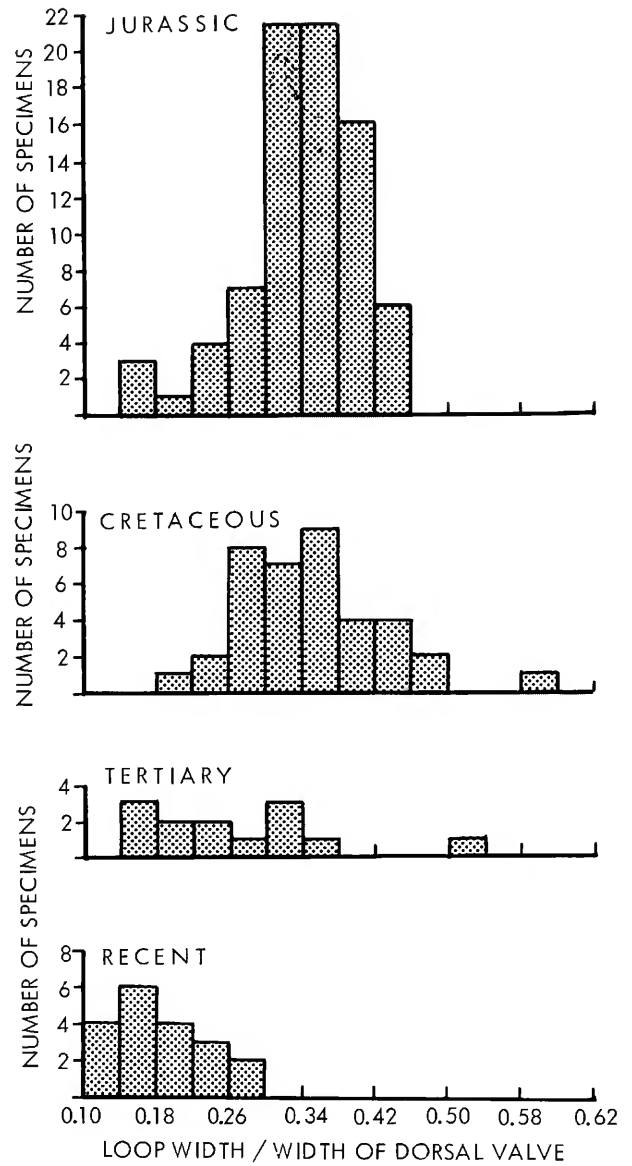 JURASSIC
NUMBER OF SPECIMENS
22
20
18
16
14
12
10
8
6
4
2
CRETACEOUS
NUMBER OF SPECIMENS
10
8
6
4
2
TERTIARY
NUMBER OF SPECIMENS
4
2
RECENT
8
6
4
2
0.10 0.18 0.26 0.34 0.42 0.50 0.58 0.62
LOOP WIDTH / WIDTH OF DORSAL VALVE